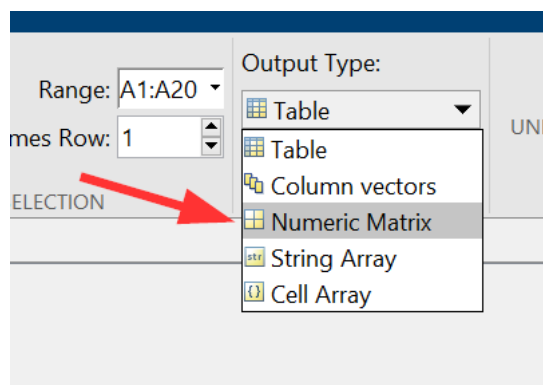 Output Type:
Range: A1:A20
Table
mes Row: 1
UNI
Table
Column vectors
ELECTION
Numeric Matrix
str String Array
{} Cell Array